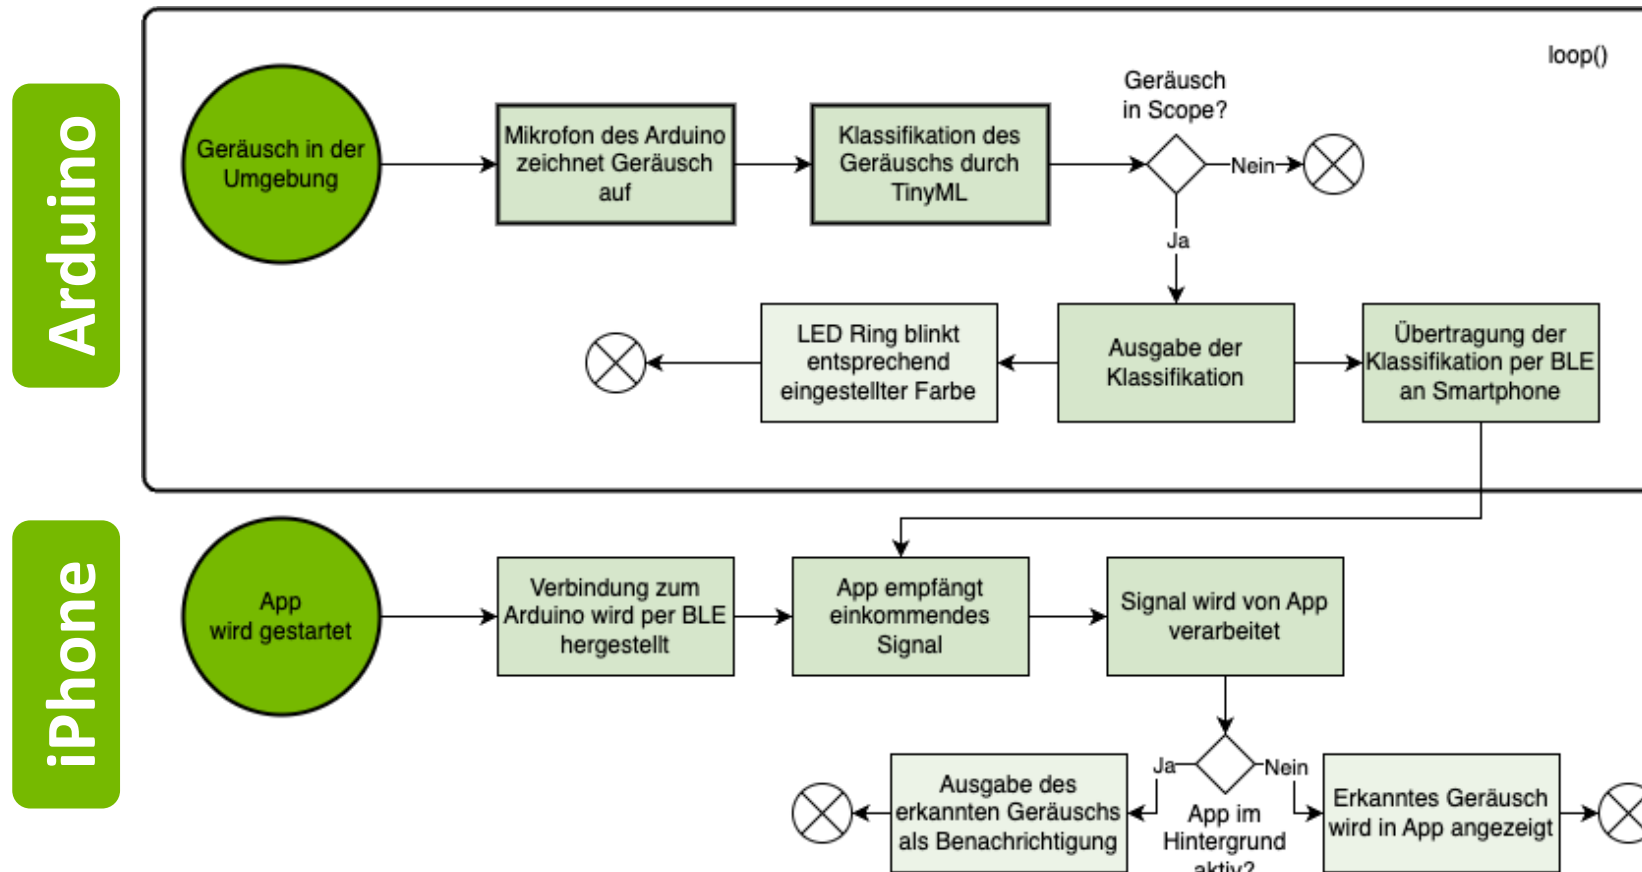 Arduino
loop()
Geräusch in der
Umgebung
Mikrofon des Arduino
zeichnet Geräusch
auf
Klassifikation des
Geräuschs durch
TinyML
Geräusch
in Scope?
Nein
Ja
LED Ring blinkt
entsprechend
eingestellter Farbe
Ausgabe der
Klassifikation
Übertragung der
Klassifikation per BLE
an Smartphone
iPhone
App
wird gestartet
Verbindung zum
Arduino wird per BLE
hergestellt
App empfängt
einkommendes
Signal
Signal wird von App
verarbeitet
Ja
Nein
App im
Hintergrund
aktiv?
Ausgabe des
erkannten Geräuschs
als Benachrichtigung
Erkanntes Geräusch
wird in App angezeigt